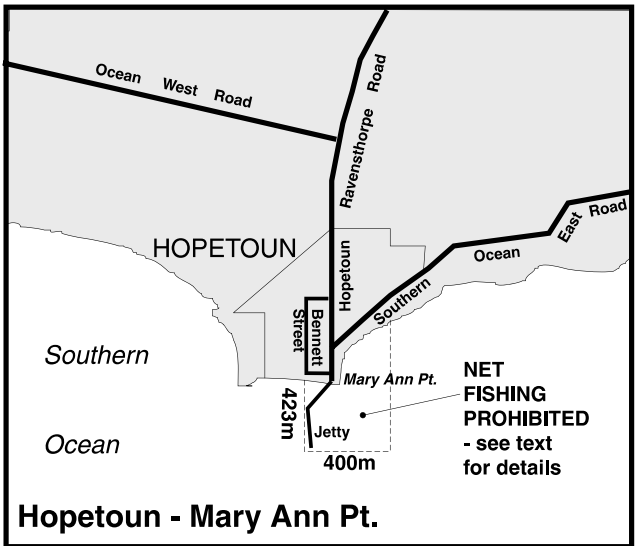 Ocean West Road
Hopetoun Ravensthorpe Road
HOPETOUN
Bennett
Street
Southern Ocean East Road
Southern
Ocean
Mary Ann Pt.
423m
Jetty
400m
NET
FISHING
PROHIBITED
- see text
for details
Hopetoun - Mary Ann Pt.